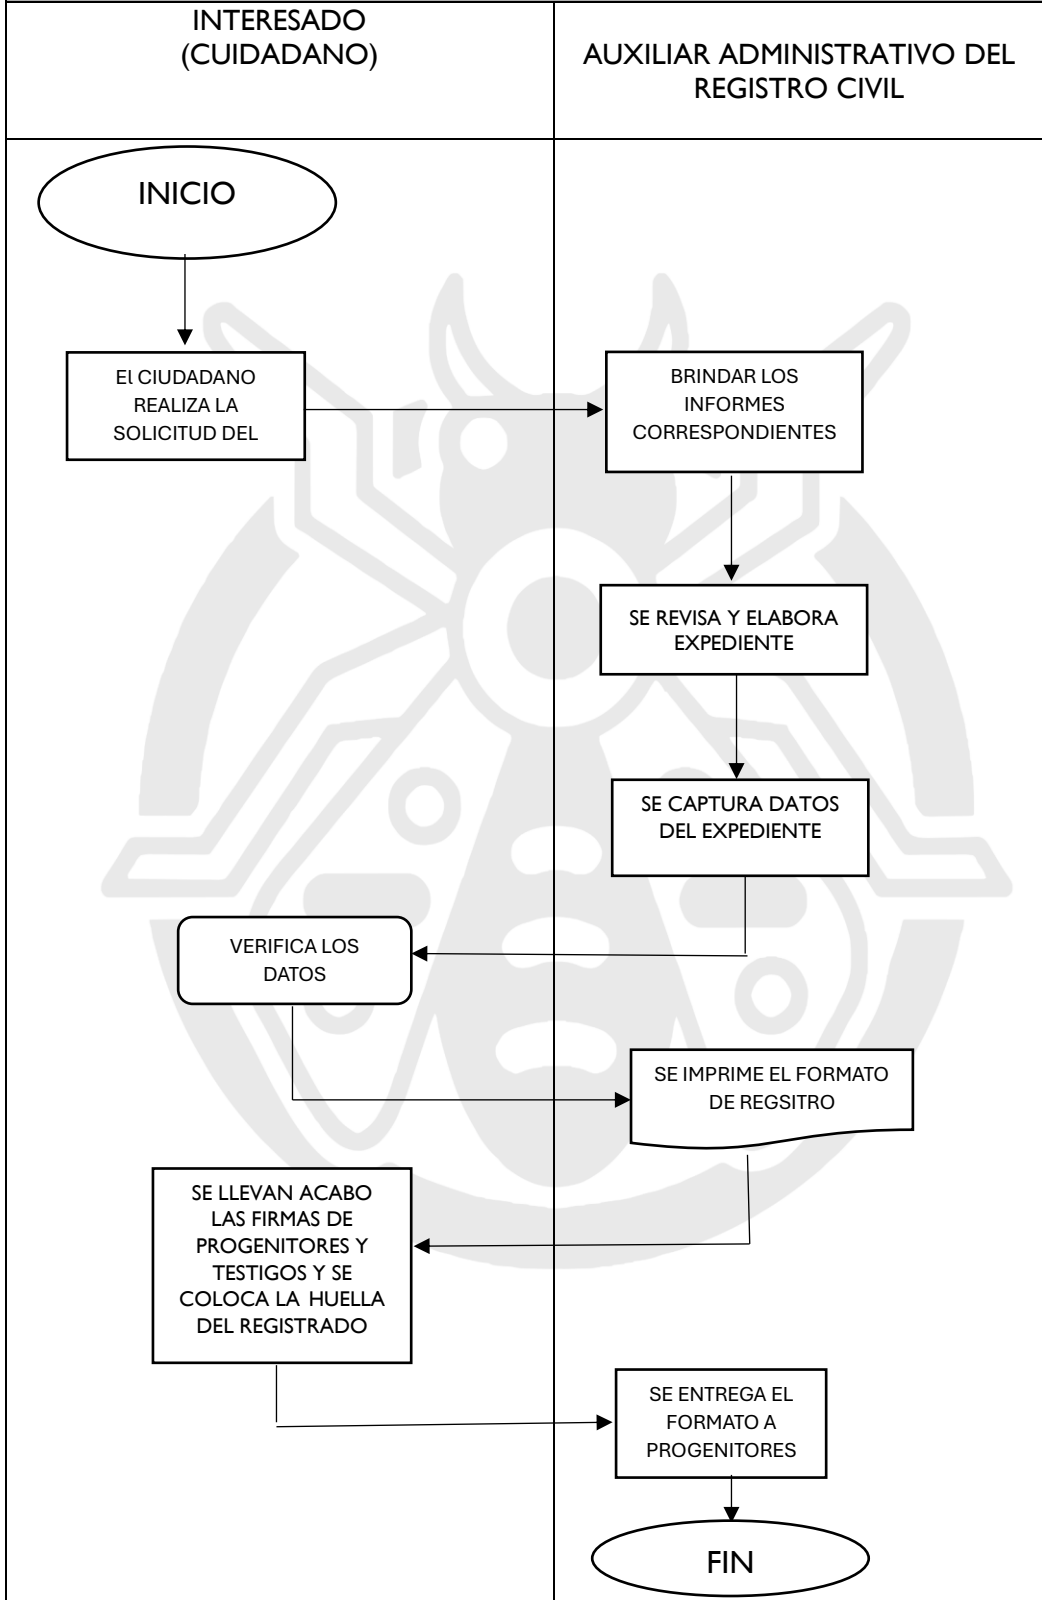 INTERESADO
(CUIDADANO)
AUXILIAR ADMINISTRATIVO DEL
REGISTRO CIVIL
INICIO
El CIUDADANO
REALIZA LA
SOLICITUD DEL
BRINDAR LOS
INFORMES
CORRESPONDIENTES
SE REVISA Y ELABORA
EXPEDIENTE
SE CAPTURA DATOS
DEL EXPEDIENTE
VERIFICA LOS
DATOS
SE IMPRIME EL FORMATO
DE REGSITRO
SE LLEVAN ACABO
LAS FIRMAS DE
PROGENITORES Y
TESTIGOS Y SE
COLOCA LA HUELLA
DEL REGISTRADO
SE ENTREGA EL
FORMATO A
PROGENITORES
FIN